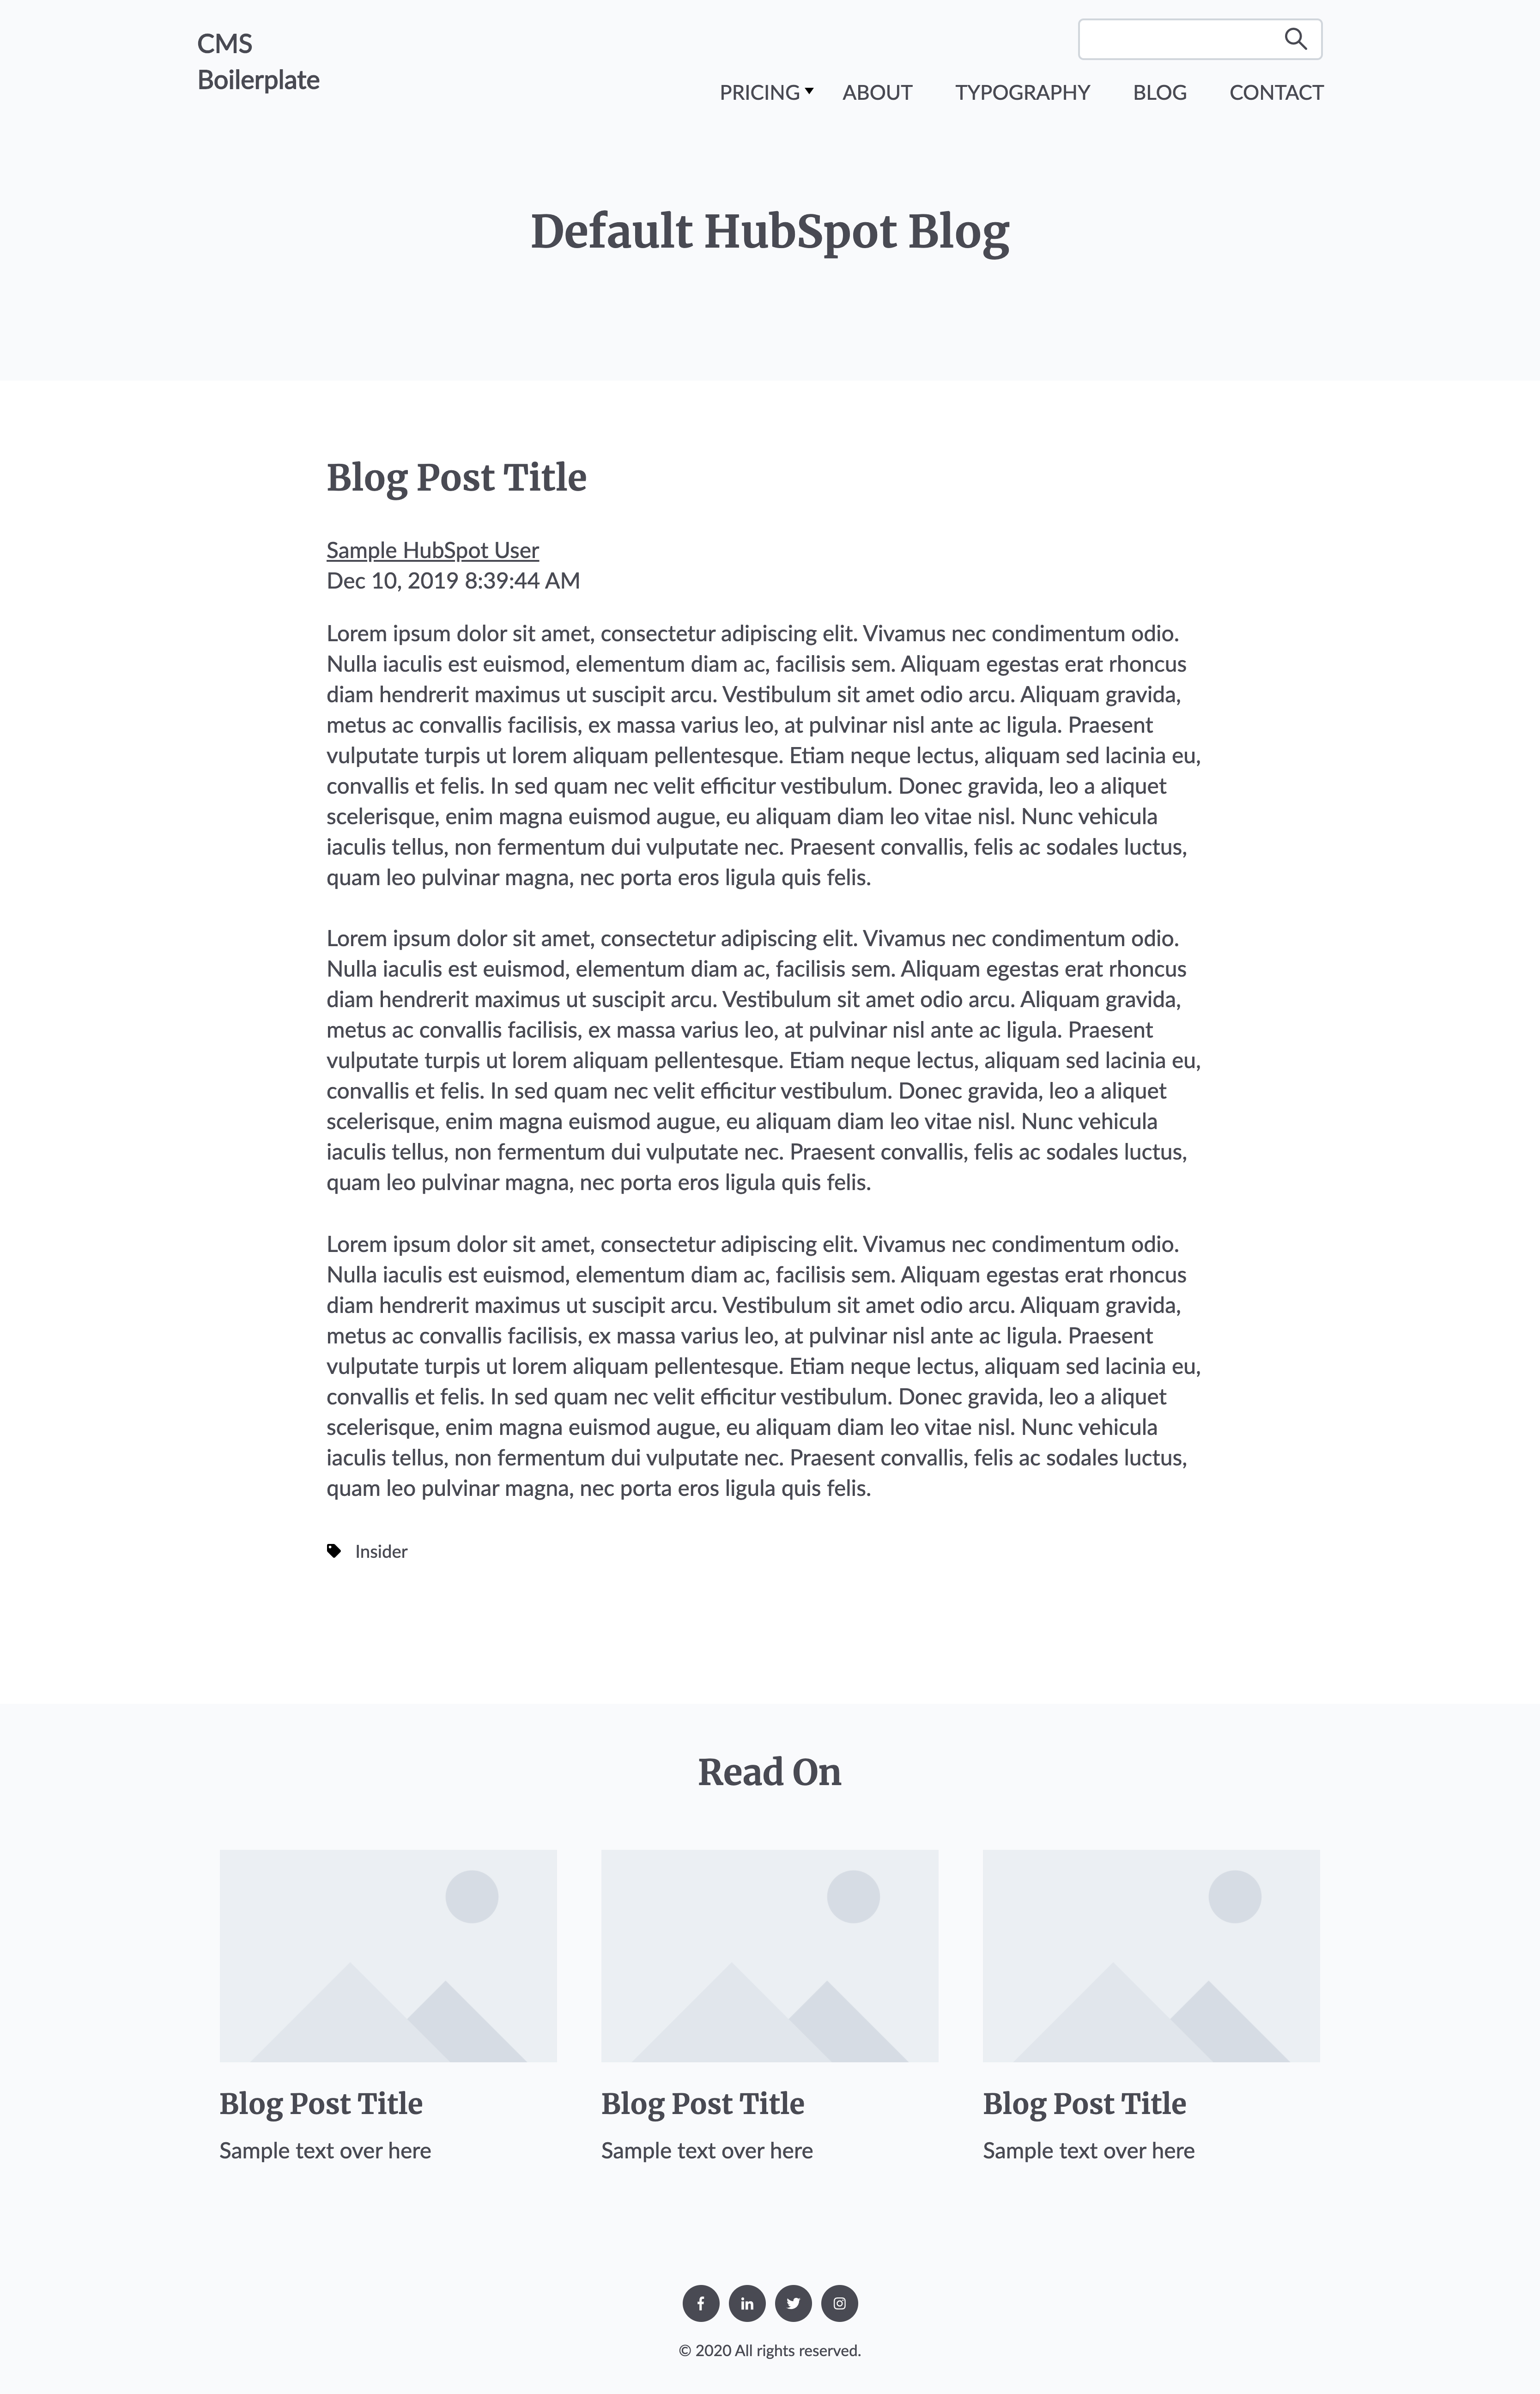 CMS
Boilerplate
PRICING ABOUT TYPOGRAPHY BLOG CONTACT
Default HubSpot Blog
Blog Post Title
Sample HubSpot User
Dec 10, 2019 8:39:44 AM
Lorem ipsum dolor sit amet, consectetur adipiscing elit. Vivamus nec condimentum odio.
Nulla iaculis est euismod, elementum diam ac, facilisis sem. Aliquam egestas erat rhoncus
diam hendrerit maximus ut suscipit arcu. Vestibulum sit amet odio arcu. Aliquam gravida,
metus ac convallis facilisis, ex massa varius leo, at pulvinar nisl ante ac ligula. Praesent
vulputate turpis ut lorem aliquam pellentesque. Etiam neque lectus, aliquam sed lacinia eu,
convallis et felis. In sed quam nec velit efficitur vestibulum. Donec gravida, leo a aliquet
scelerisque, enim magna euismod augue, eu aliquam diam leo vitae nisl. Nunc vehicula
iaculis tellus, non fermentum dui vulputate nec. Praesent convallis, felis ac sodales luctus,
quam leo pulvinar magna, nec porta eros ligula quis felis.
Lorem ipsum dolor sit amet, consectetur adipiscing elit. Vivamus nec condimentum odio.
Nulla iaculis est euismod, elementum diam ac, facilisis sem. Aliquam egestas erat rhoncus
diam hendrerit maximus ut suscipit arcu. Vestibulum sit amet odio arcu. Aliquam gravida,
metus ac convallis facilisis, ex massa varius leo, at pulvinar nisl ante ac ligula. Praesent
vulputate turpis ut lorem aliquam pellentesque. Etiam neque lectus, aliquam sed lacinia eu,
convallis et felis. In sed quam nec velit efficitur vestibulum. Donec gravida, leo a aliquet
scelerisque, enim magna euismod augue, eu aliquam diam leo vitae nisl. Nunc vehicula
iaculis tellus, non fermentum dui vulputate nec. Praesent convallis, felis ac sodales luctus,
quam leo pulvinar magna, nec porta eros ligula quis felis.
Lorem ipsum dolor sit amet, consectetur adipiscing elit. Vivamus nec condimentum odio.
Nulla iaculis est euismod, elementum diam ac, facilisis sem. Aliquam egestas erat rhoncus
diam hendrerit maximus ut suscipit arcu. Vestibulum sit amet odio arcu. Aliquam gravida,
metus ac convallis facilisis, ex massa varius leo, at pulvinar nisl ante ac ligula. Praesent
vulputate turpis ut lorem aliquam pellentesque. Etiam neque lectus, aliquam sed lacinia eu,
convallis et felis. In sed quam nec velit efficitur vestibulum. Donec gravida, leo a aliquet
scelerisque, enim magna euismod augue, eu aliquam diam leo vitae nisl. Nunc vehicula
iaculis tellus, non fermentum dui vulputate nec. Praesent convallis, felis ac sodales luctus,
quam leo pulvinar magna, nec porta eros ligula quis felis.
Insider
Read On
Blog Post Title
Sample text over here
Blog Post Title
Sample text over here
Blog Post Title
Sample text over here
© 2020 All rights reserved.